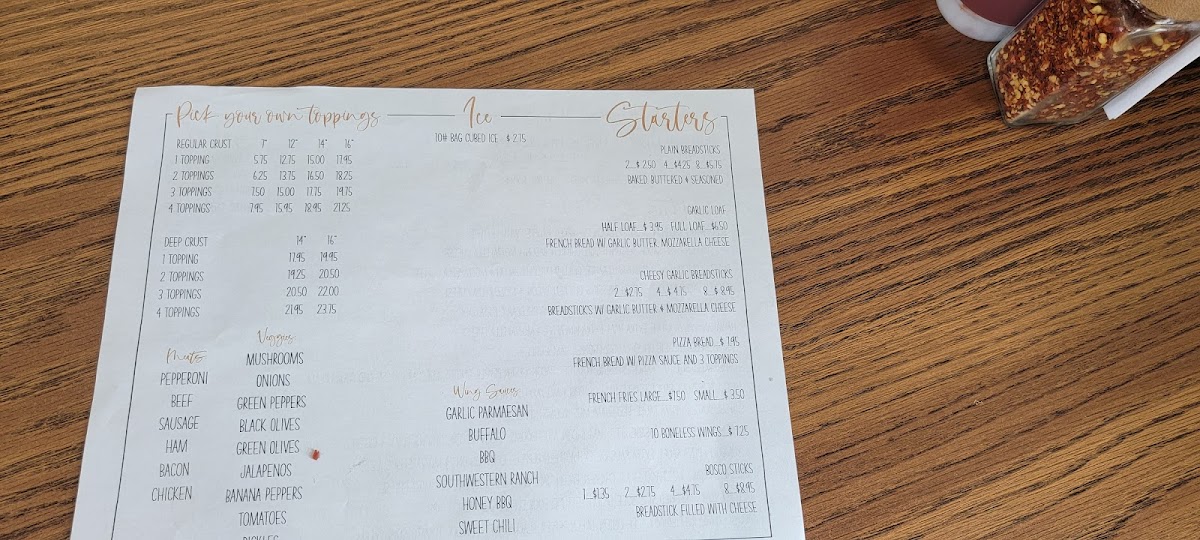 Pick your own toppings
REGULAR CRUST 7" 12" 14" 16"
1 TOPPING 5.75 12.75 15.00 17.45
2 TOPPINGS 6.25 13.75 16.50 18.25
3 TOPPINGS 7.50 15.00 17.75 19.75
4 TOPPINGS 7.95 15.95 18.95 21.25
DEEP CRUST 14" 16"
1 TOPPING 17.95 19.95
2 TOPPINGS 19.25 20.50
3 TOPPINGS 20.50 22.00
4 TOPPINGS 21.95 23.75
Meats
PEPPERONI
BEEF
SAUSAGE
HAM
BACON
CHICKEN
Veggies
MUSHROOMS
ONIONS
GREEN PEPPERS
BLACK OLIVES
GREEN OLIVES
JALAPENOS
BANANA PEPPERS
TOMATOES
Ice
10# BAG CUBED ICE - $ 2.75
Wing Sauces
GARLIC PARMAESAN
BUFFALO
BBQ
SOUTHWESTERN RANCH
HONEY BBQ
SWEET CHILI
Starters
PLAIN BREADSTICKS
2...$ 2.50 4...$4.25 8...$5.75
BAKED, BUTTERED & SEASONED
GARLIC LOAF
HALF LOAF...$ 3.95 FULL LOAF...$6.50
FRENCH BREAD W/ GARLIC BUTTER, MOZZARELLA CHEESE
CHEESY GARLIC BREADSTICKS
2...$2.75 4...$ 4.75 8...$ 8.95
BREADSTICKS W/ GARLIC BUTTER & MOZZARELLA CHEESE
PIZZA BREAD...$ 7.95
FRENCH BREAD W/ PIZZA SAUCE AND 3 TOPPINGS
FRENCH FRIES LARGE...$7.50 SMALL...$ 3.50
10 BONELESS WINGS...$ 7.25
BOSCO STICKS
1...$1.35 2...$2.75 4...$4.75 8...$8.95
BREADSTICK FILLED WITH CHEESE